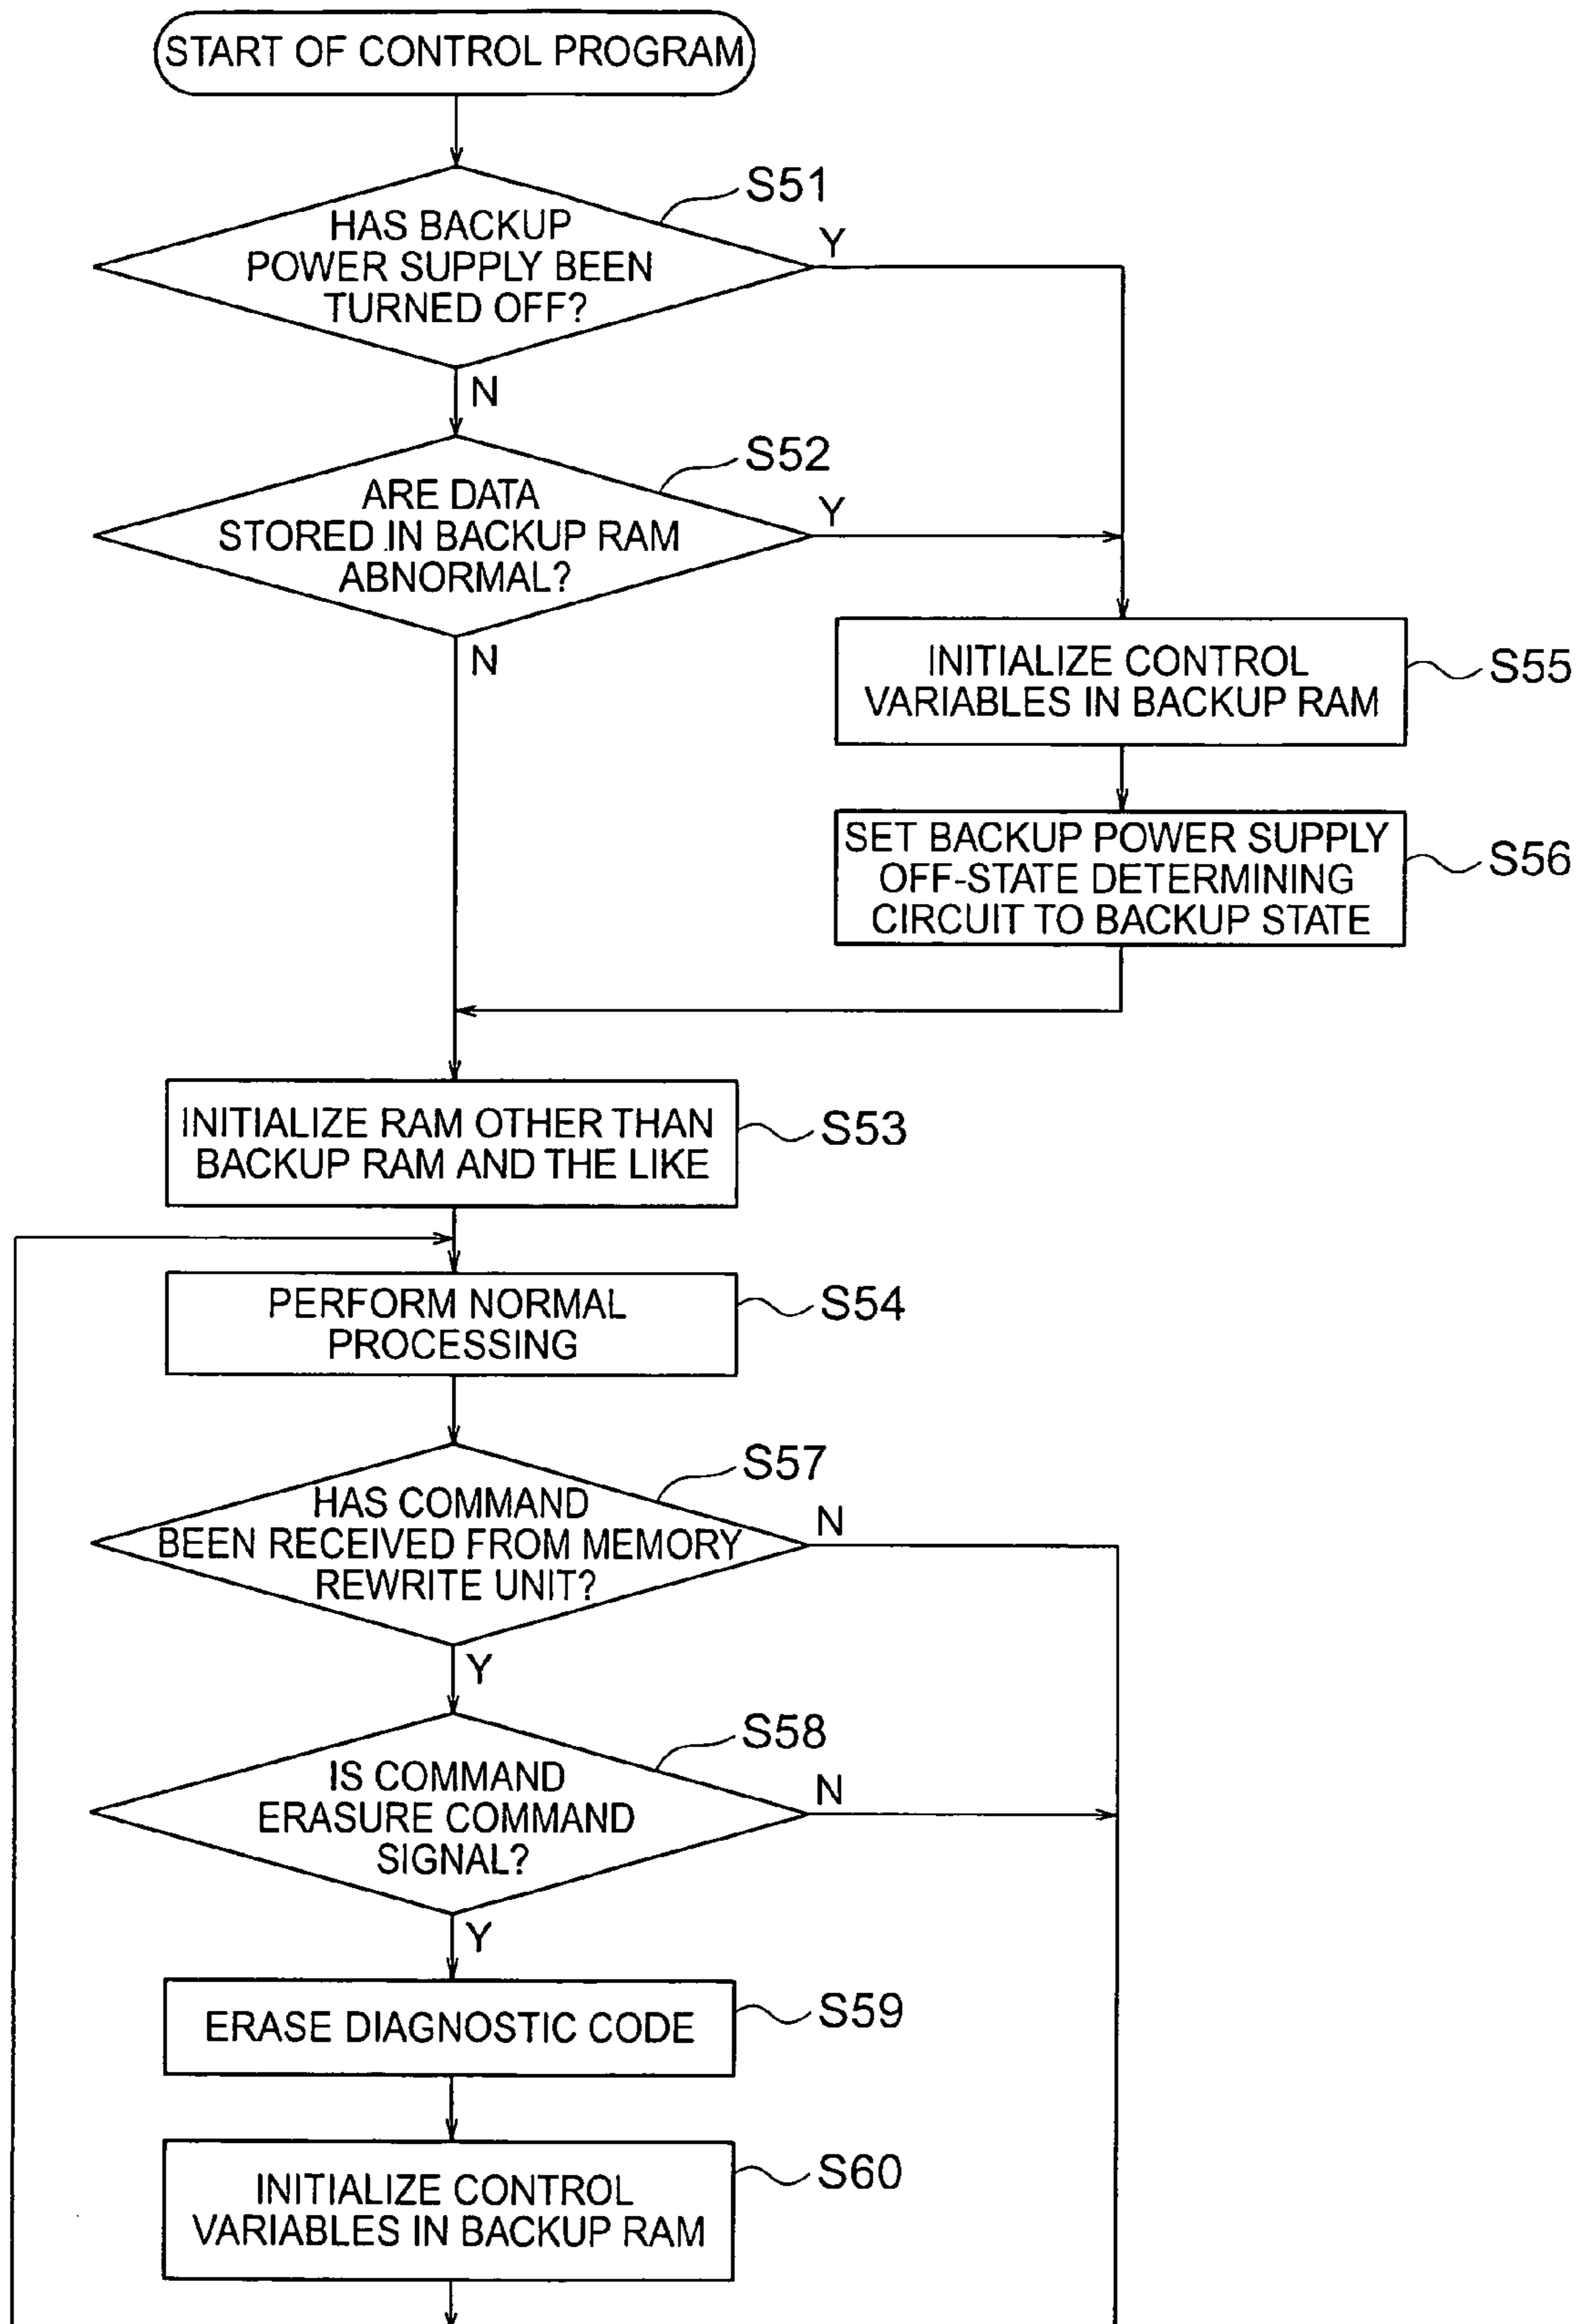 START OF CONTROL PROGRAM
S51
HAS BACKUP
POWER SUPPLY BEEN
TURNED OFF?
Y
N
S52
ARE DATA
STORED IN BACKUP RAM
ABNORMAL?
Y
N
INITIALIZE CONTROL
VARIABLES IN BACKUP RAM
S55
SET BACKUP POWER SUPPLY
OFF-STATE DETERMINING
CIRCUIT TO BACKUP STATE
S56
INITIALIZE RAM OTHER THAN
BACKUP RAM AND THE LIKE
S53
PERFORM NORMAL
PROCESSING
S54
S57
HAS COMMAND
BEEN RECEIVED FROM MEMORY
REWRITE UNIT?
N
Y
S58
IS COMMAND
ERASURE COMMAND
SIGNAL?
N
Y
ERASE DIAGNOSTIC CODE
S59
INITIALIZE CONTROL
VARIABLES IN BACKUP RAM
S60